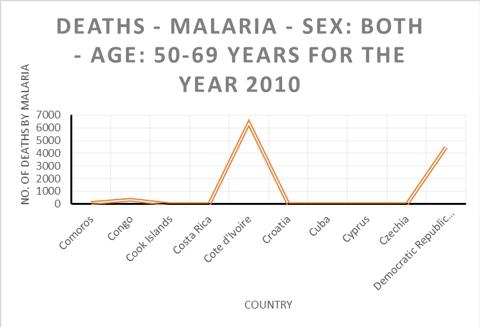 DEATHS - MALARIA - SEX: BOTH
- AGE: 50-69 YEARS FOR THE
YEAR 2010
NO. OF DEATHS BY MALARIA
7000
6000
5000
4000
3000
2000
1000
0
Comoros
Congo
Cook Islands
Costa Rica
Cote d'Ivoire
Croatia
Cuba
Cyprus
Czechia
Democratic Republic...
COUNTRY